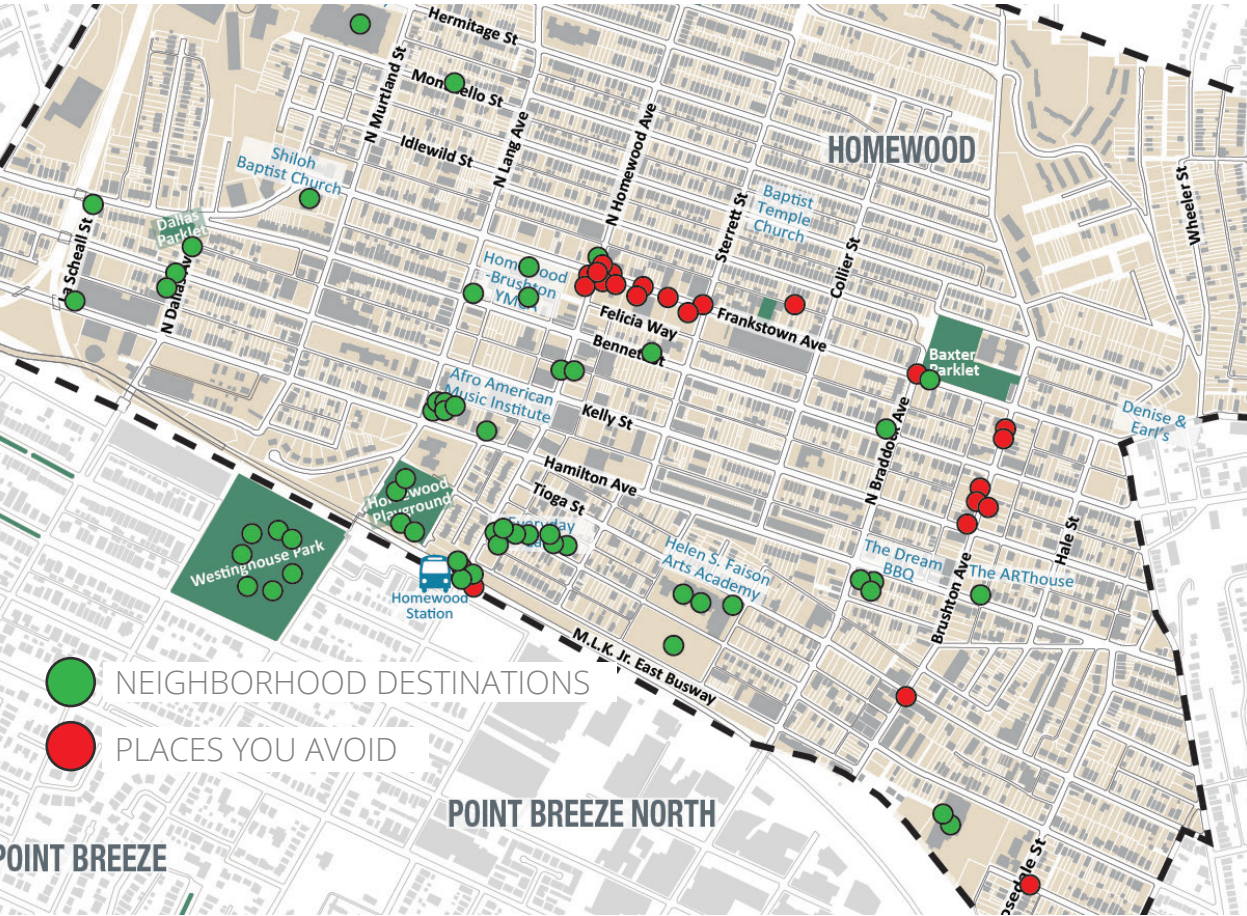 Hermitage St
N Murtland St
Monticello St
N Lang Ave
Idlewild St
N Homewood Ave
HOMEWOOD
Shiloh
Baptist Church
Wheeler St
Sterrett St
Baptist
Temple
Church
Dallas
Parklet
Collier St
N Dallas Ave
Homewood
-Brushton
YMCA
Felicia Way
Frankstown Ave
Bennett St
Baxter
Parklet
Afro American
Music Institute
Kelly St
N Braddock Ave
Denise &
Earl's
Hamilton Ave
Tioga St
Homewood
Playground
Everyday
Hale St
Westinghouse Park
Helen S. Faison
Arts Academy
The Dream
BBQ
The ARThouse
Brushton Ave
Homewood
Station
M.L.K. Jr. East Busway
NEIGHBORHOOD DESTINATIONS
PLACES YOU AVOID
POINT BREEZE NORTH
POINT BREEZE